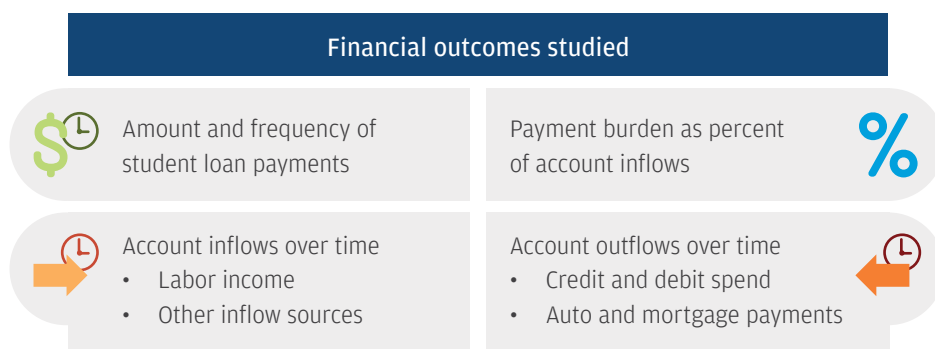 Financial outcomes studied
$
Amount and frequency of
student loan payments
Payment burden as percent
of account inflows
%
Account inflows over time
• Labor income
• Other inflow sources
Account outflows over time
• Credit and debit spend
• Auto and mortgage payments